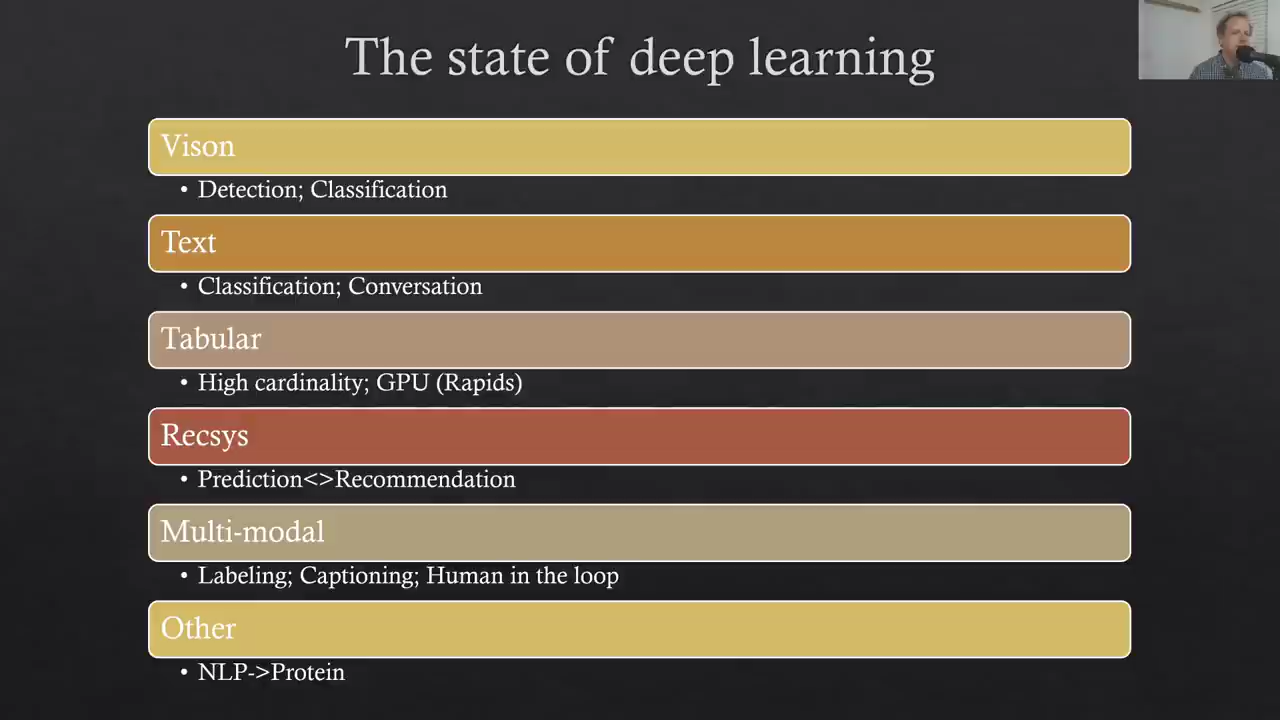 The state of deep learning
Vison
• Detection; Classification
Text
• Classification; Conversation
Tabular
• High cardinality; GPU (Rapids)
Recsys
• Prediction<>Recommendation
Multi-modal
• Labeling; Captioning; Human in the loop
Other
• NLP->Protein